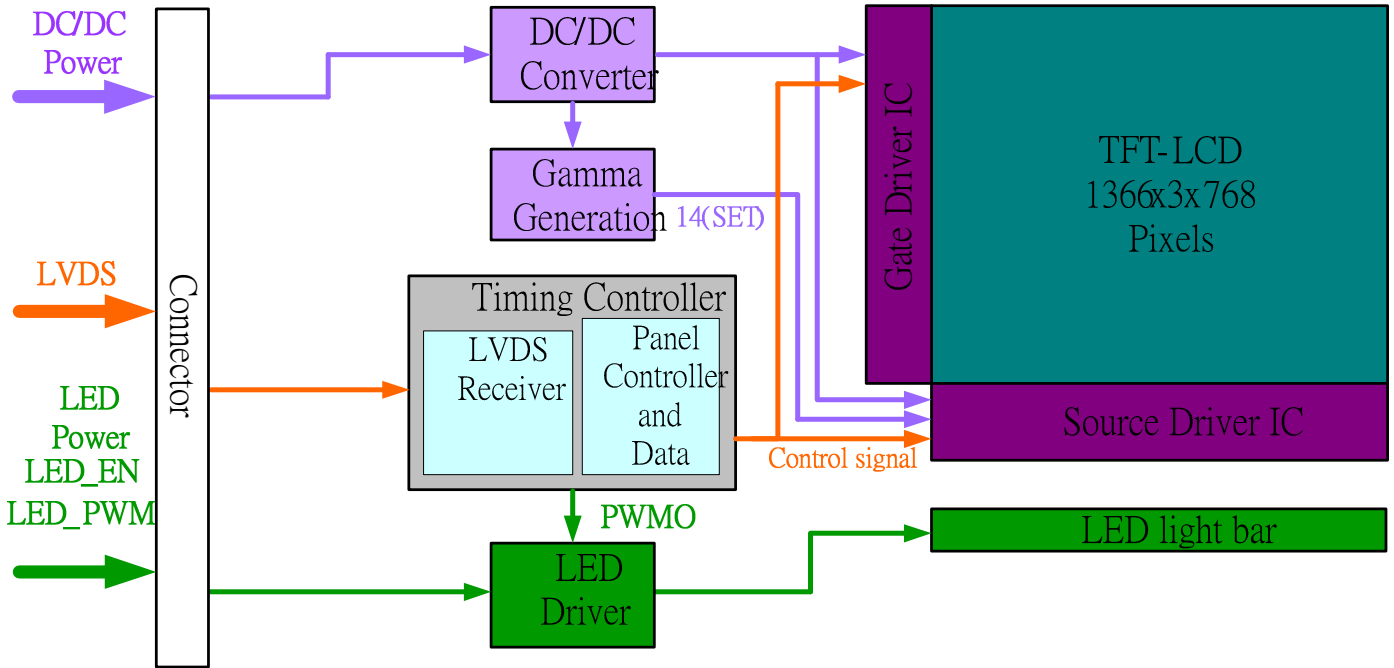 DC/DC
Power
LVDS
LED
Power
LED_EN
LED_PWM
Connector
DC/DC
Converter
Gamma
Generation
14(SET)
Timing Controller
LVDS
Receiver
Panel
Controller
and
Data
PWMO
LED
Driver
Control signal
Gate Driver IC
TFT-LCD
1366x3x768
Pixels
Source Driver IC
LED light bar